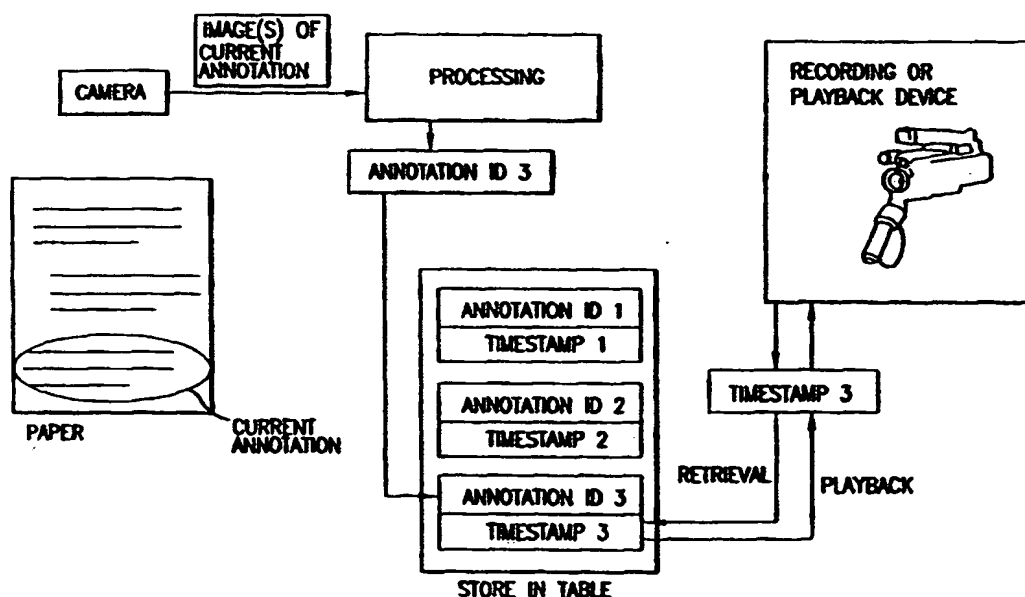 IMAGE(S) OF
CURRENT
ANNOTATION
CAMERA
PROCESSING
RECORDING OR
PLAYBACK DEVICE
ANNOTATION ID 3
ANNOTATION ID 1
TIMESTAMP 1
ANNOTATION ID 2
TIMESTAMP 2
ANNOTATION ID 3
TIMESTAMP 3
STORE IN TABLE
PAPER
CURRENT
ANNOTATION
TIMESTAMP 3
RETRIEVAL
PLAYBACK